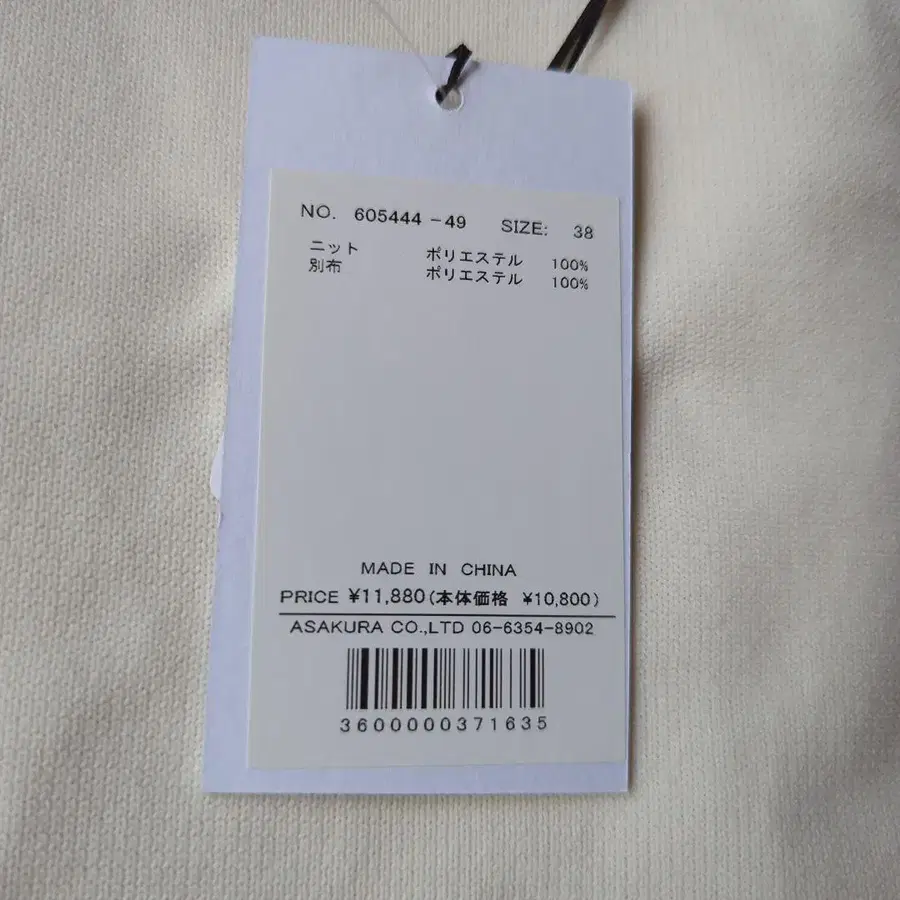 NO. 605444-49 SIZE: 38
ニット ポリエステル 100%
別布 ポリエステル 100%
MADE IN CHINA
PRICE ¥11,880(本体価格 ¥10,800)
ASAKURA CO.,LTD 06-6354-8902
3600000371635